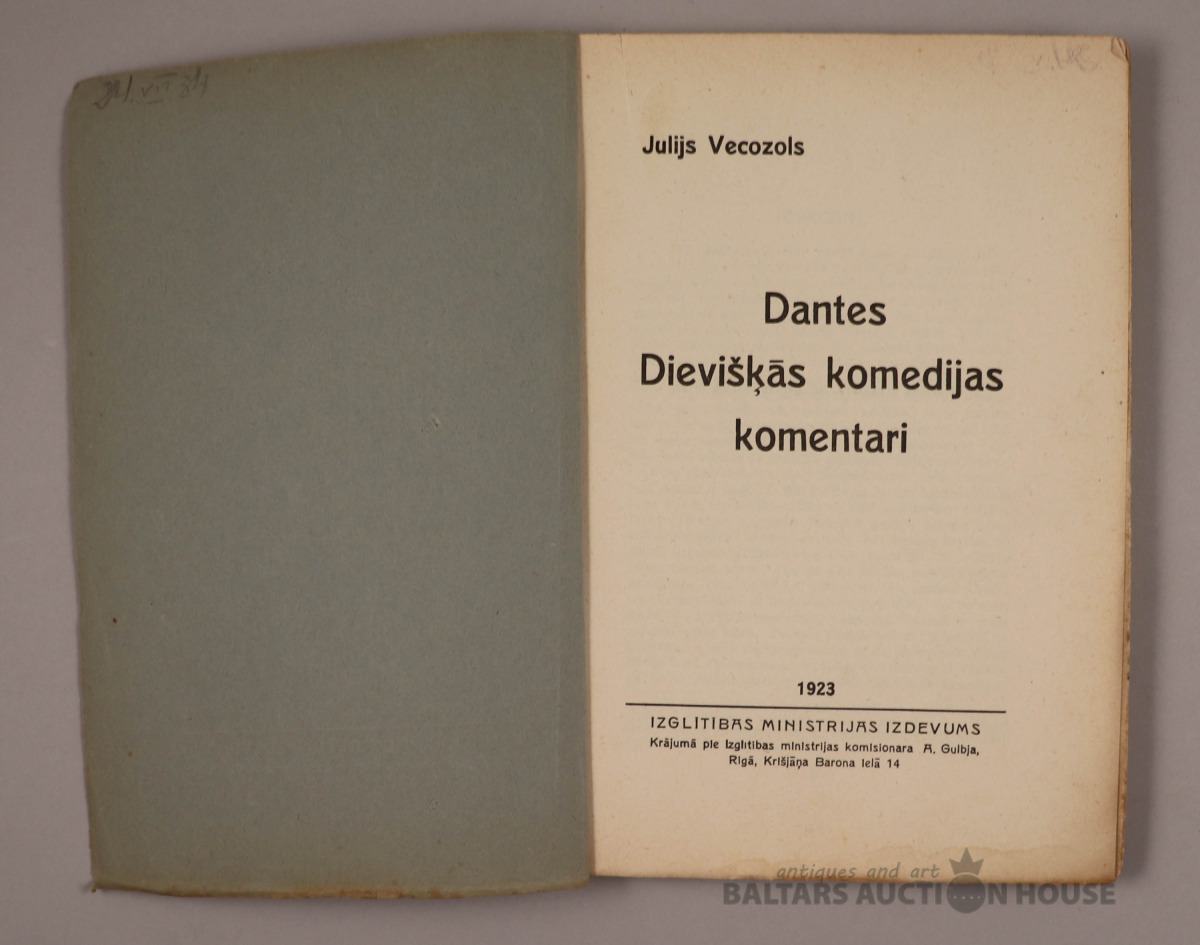 Julijs Vecozols
Dantes
Dievišķās komedijas
komentari
1923
IZGLĪTĪBAS MINISTRIJAS IZDEVUMS
Krājumā pie Izglītības ministrijas komisionara A. Gulbja,
Rīgā, Krišjāņa Barona ielā 14
antiques and art
BALTARS AUCTION HOUSE